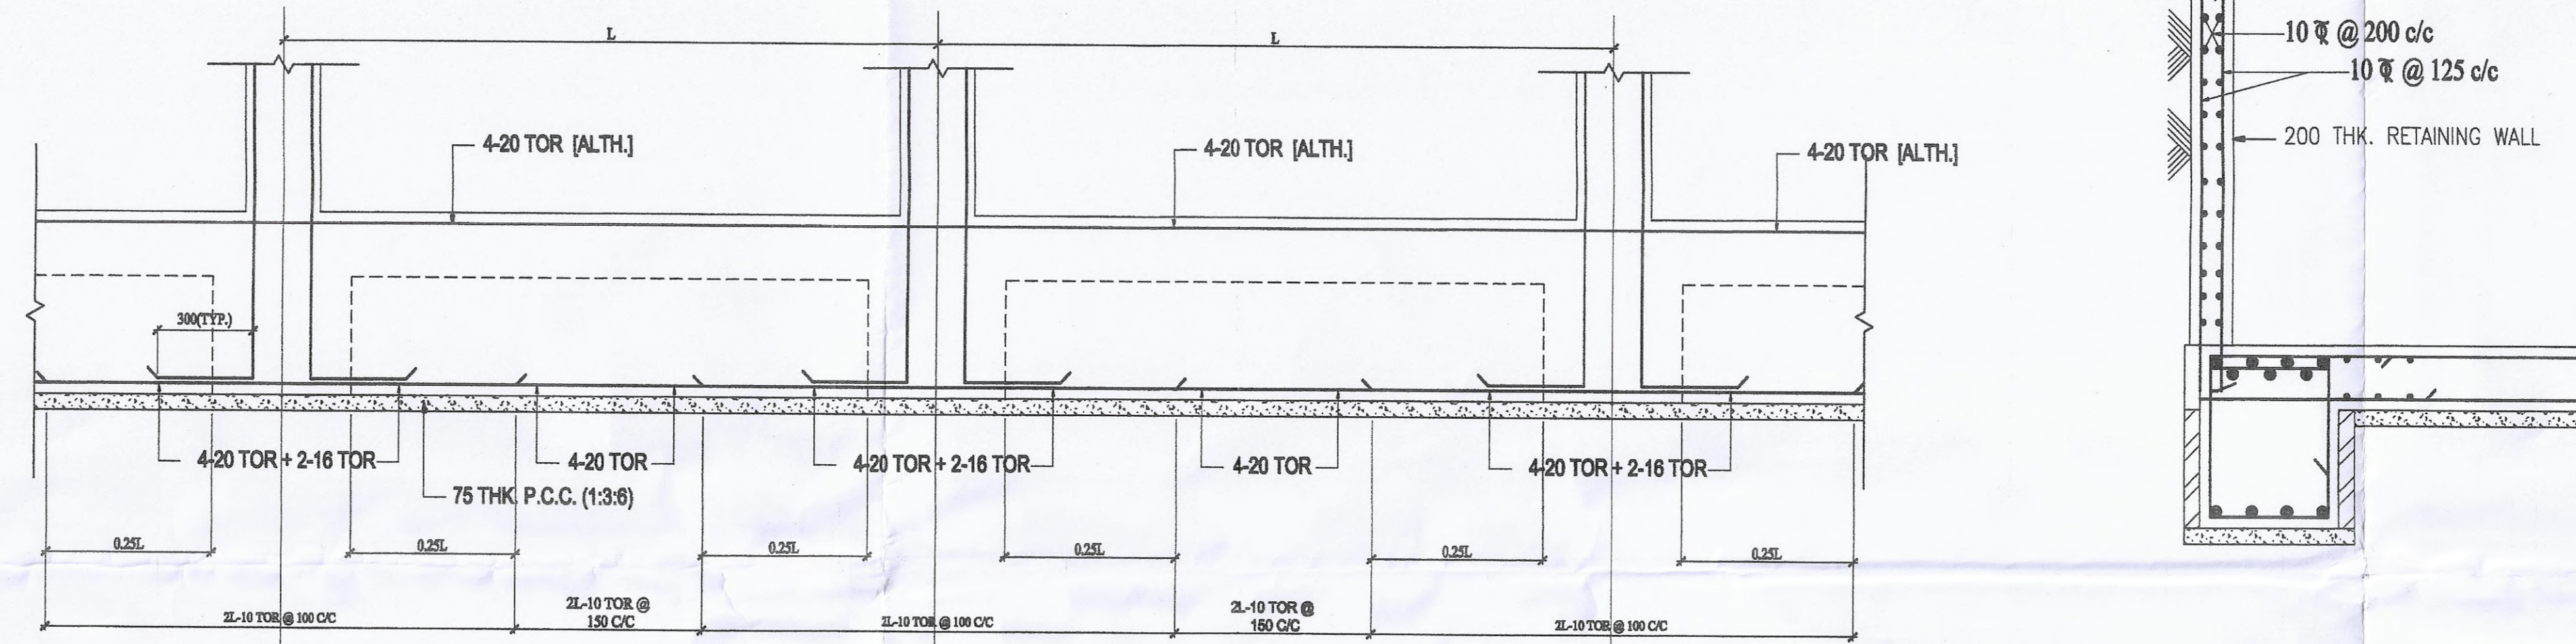 L
L
4-20 TOR [ALTH.]
4-20 TOR [ALTH.]
4-20 TOR [ALTH.]
300(TYP.)
4-20 TOR + 2-16 TOR
4-20 TOR
4-20 TOR + 2-16 TOR
4-20 TOR
4-20 TOR + 2-16 TOR
75 THK. P.C.C. (1:3:6)
0.25L
0.25L
0.25L
0.25L
0.25L
0.25L
2L-10 TOR @ 100 C/C
2L-10 TOR @
150 C/C
2L-10 TOR @ 100 C/C
2L-10 TOR @
150 C/C
2L-10 TOR @ 100 C/C
10 @ 200 c/c
10 @ 125 c/c
200 THK. RETAINING WALL